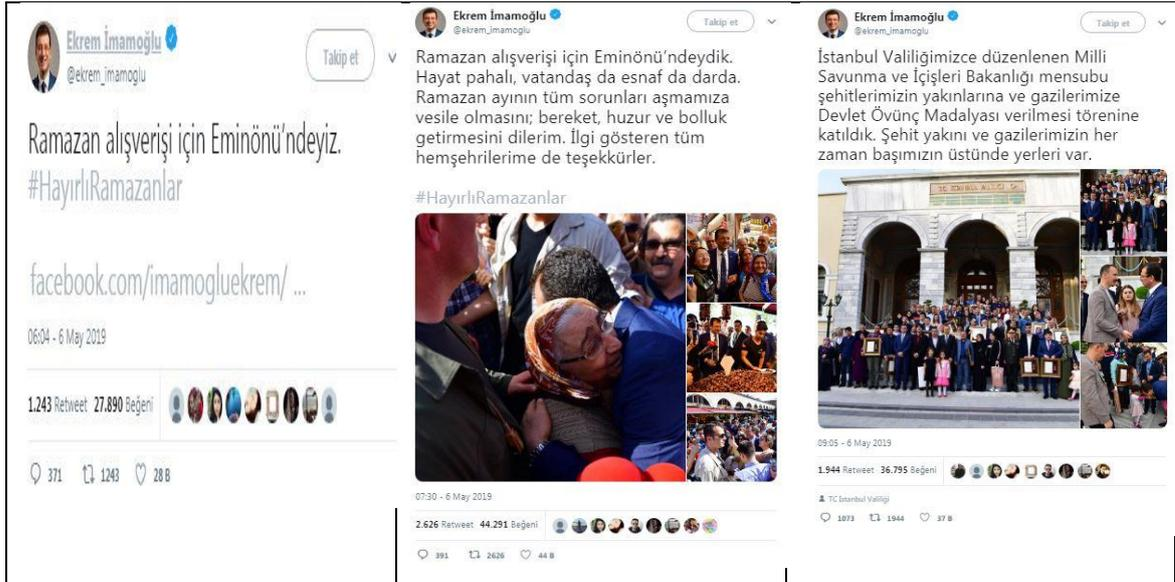 Ekrem İmamoğlu
@ekrem_imamoglu
Takip et
Ramazan alışverişi için Eminönü'ndeyiz.
#HayırlıRamazanlar
facebook.com/imamogluekrem/ ...
06:04 - 6 May 2019
1.243 Retweet 27.890 Beğeni
371 1243 28 B
Ekrem İmamoğlu
@ekrem_imamoglu
Takip et
Ramazan alışverişi için Eminönü'ndeydik.
Hayat pahalı, vatandaş da esnaf da darda.
Ramazan ayının tüm sorunları aşmamıza
vesile olmasını; bereket, huzur ve bolluk
getirmesini dilerim. İlgi gösteren tüm
hemşehrilerime de teşekkürler.
#HayırlıRamazanlar
07:30 - 6 May 2019
2.626 Retweet 44.291 Beğeni
391 2626 44 B
Ekrem İmamoğlu
@ekrem_imamoglu
Takip et
İstanbul Valiliğimizce düzenlenen Milli
Savunma ve İçişleri Bakanlığı mensubu
şehitlerimizin yakınlarına ve gazilerimize
Devlet Övünç Madalyası verilmesi törenine
katıldık. Şehit yakını ve gazilerimizin her
zaman başımızın üstünde yerleri var.
09:05 - 6 May 2019
1.944 Retweet 36.795 Beğeni
TC İstanbul Valiliği
1073 1944 37 B